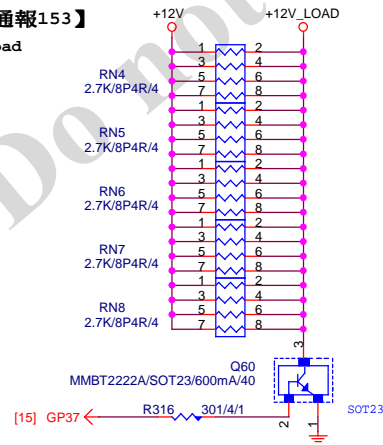 通報153】
oad
Do not
+12V +12V_LOAD
1 2
3 4
RN4 5 6
2.7K/8P4R/4 7 8
1 2
3 4
RN5 5 6
2.7K/8P4R/4 7 8
1 2
3 4
RN6 5 6
2.7K/8P4R/4 7 8
1 2
3 4
RN7 5 6
2.7K/8P4R/4 7 8
1 2
3 4
RN8 5 6
2.7K/8P4R/4 7 8
3
Q60
MMBT2222A/SOT23/600mA/40
SOT23
[15] GP37 R316 301/4/1 2 1